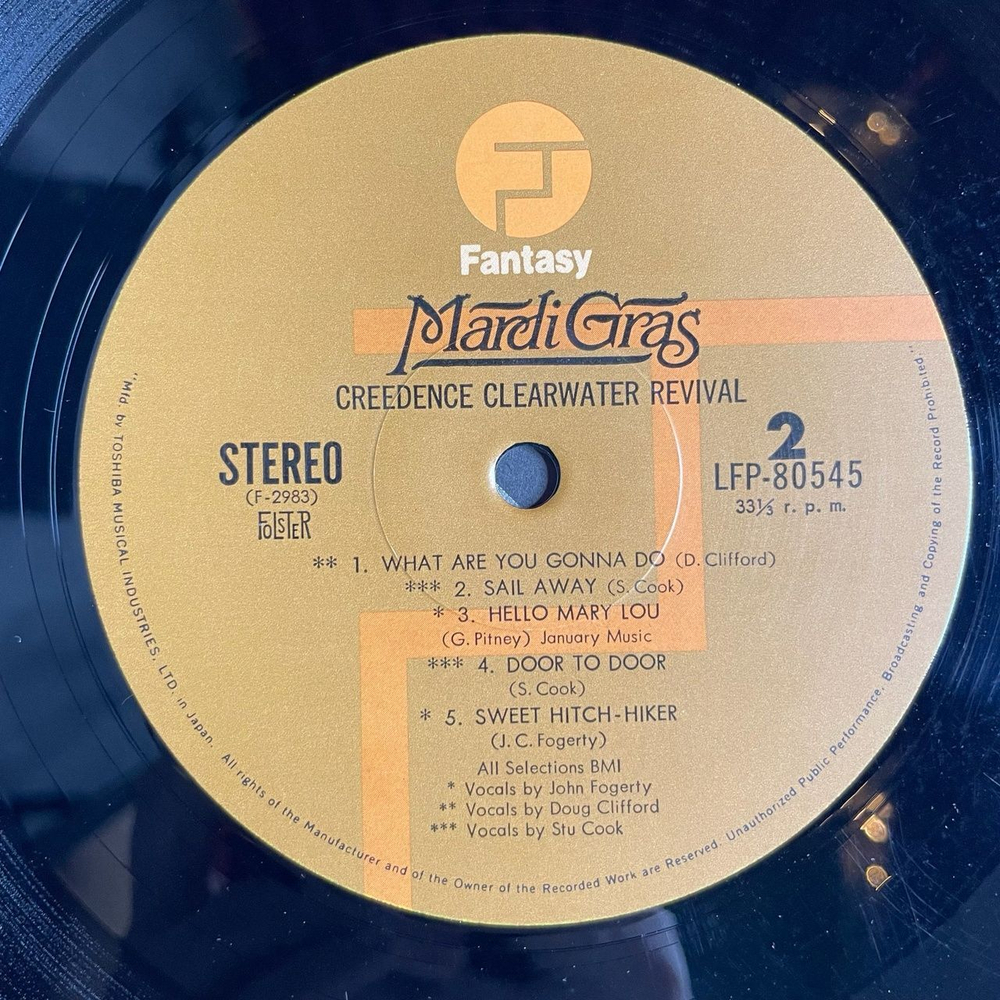 Fantasy
Mardi Gras
CREEDENCE CLEARWATER REVIVAL
STEREO
(F-2983)
FOLSTER
2
LFP-80545
33⅓ r. p. m.
** 1. WHAT ARE YOU GONNA DO (D. Clifford)
*** 2. SAIL AWAY (S. Cook)
* 3. HELLO MARY LOU
(G. Pitney) January Music
*** 4. DOOR TO DOOR
(S. Cook)
* 5. SWEET HITCH-HIKER
(J. C. Fogerty)
All Selections BMI
* Vocals by John Fogerty
** Vocals by Doug Clifford
*** Vocals by Stu Cook
"Mfd. by TOSHIBA MUSICAL INDUSTRIES, LTD. in Japan. All rights of the Manufacturer and of the Owner of the Recorded Work are Reserved. Unauthorized Public Performance, Broadcasting, and Copying of the Record Prohibited."